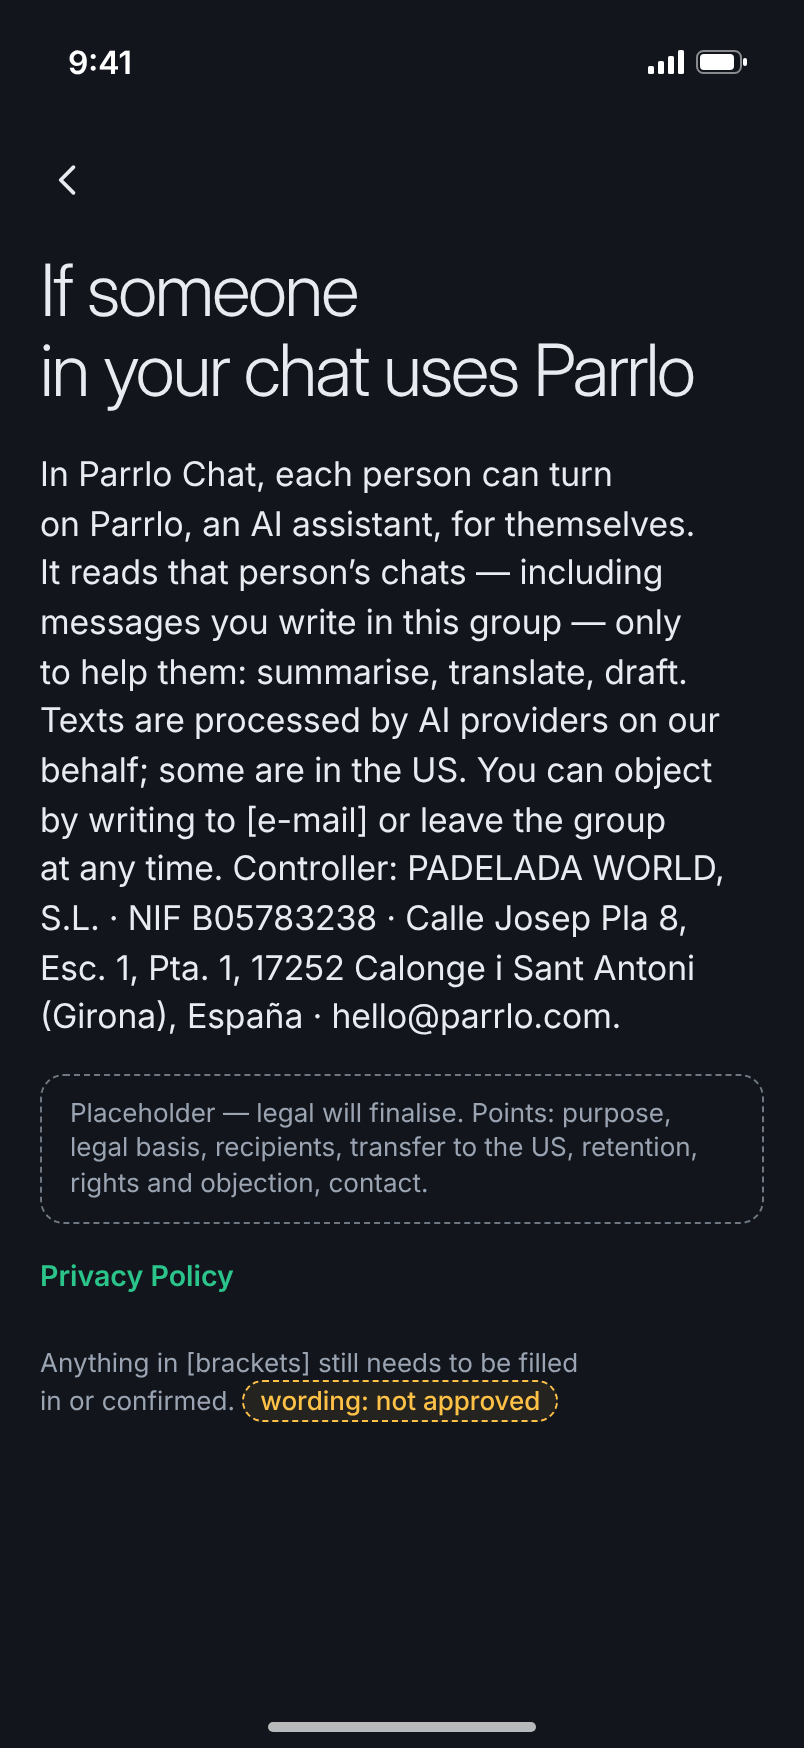 9:41
If someone
in your chat uses Parrlo
In Parrlo Chat, each person can turn
on Parrlo, an AI assistant, for themselves.
It reads that person’s chats — including
messages you write in this group — only
to help them: summarise, translate, draft.
Texts are processed by AI providers on our
behalf; some are in the US. You can object
by writing to [e-mail] or leave the group
at any time. Controller: PADELADA WORLD,
S.L. · NIF B05783238 · Calle Josep Pla 8,
Esc. 1, Pta. 1, 17252 Calonge i Sant Antoni
(Girona), España · hello@parrlo.com.
Placeholder — legal will finalise. Points: purpose,
legal basis, recipients, transfer to the US, retention,
rights and objection, contact.
Privacy Policy
Anything in [brackets] still needs to be filled
in or confirmed. wording: not approved